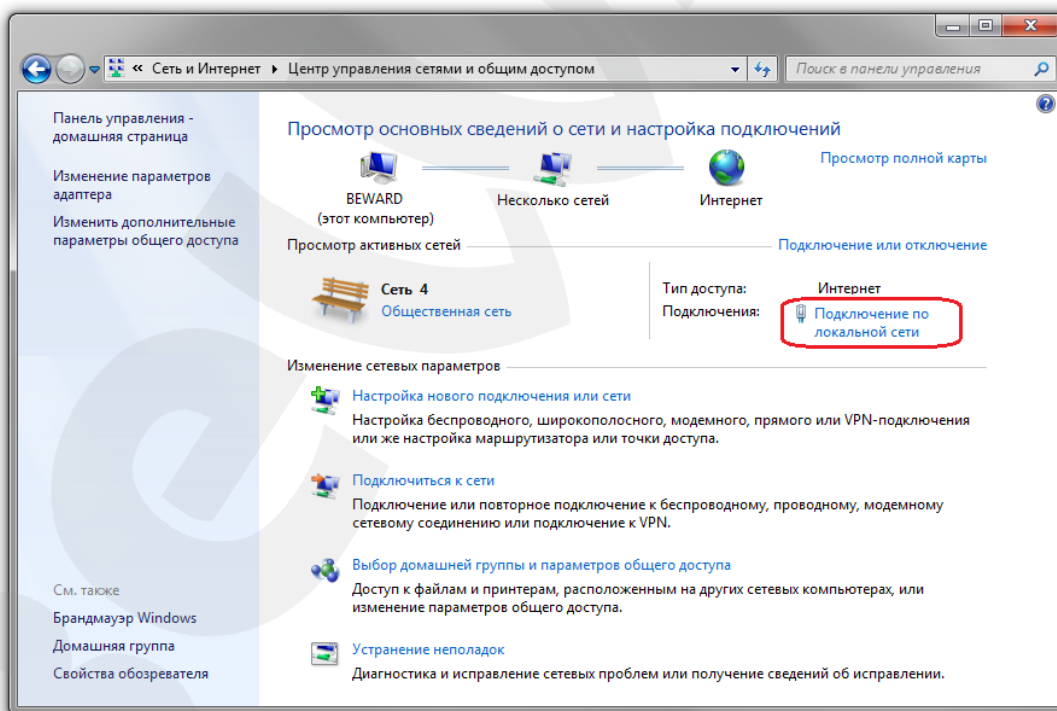 « Сеть и Интернет ▸ Центр управления сетями и общим доступом
Поиск в панели управления
Панель управления -
домашняя страница
Изменение параметров
адаптера
Изменить дополнительные
параметры общего доступа
См. также
Брандмауэр Windows
Домашняя группа
Свойства обозревателя
Просмотр основных сведений о сети и настройка подключений
Просмотр полной карты
BEWARD
(этот компьютер)
Несколько сетей
Интернет
Просмотр активных сетей
Подключение или отключение
Сеть 4
Общественная сеть
Тип доступа: Интернет
Подключения: Подключение по
локальной сети
Изменение сетевых параметров
Настройка нового подключения или сети
Настройка беспроводного, широкополосного, модемного, прямого или VPN-подключения
или же настройка маршрутизатора или точки доступа.
Подключиться к сети
Подключение или повторное подключение к беспроводному, проводному, модемному
сетевому соединению или подключение к VPN.
Выбор домашней группы и параметров общего доступа
Доступ к файлам и принтерам, расположенным на других сетевых компьютерах, или
изменение параметров общего доступа.
Устранение неполадок
Диагностика и исправление сетевых проблем или получение сведений об исправлении.